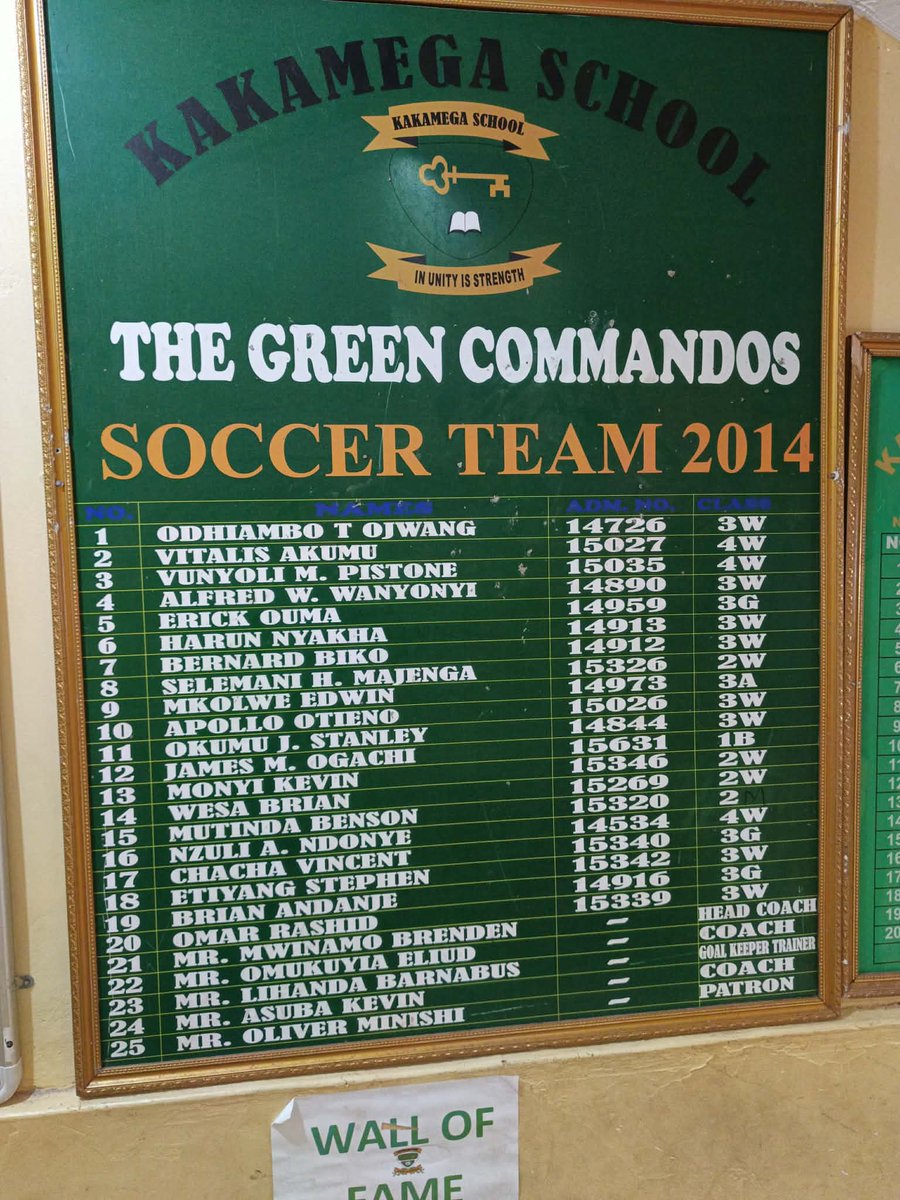 KAKAMEGA SCHOOL
KAKAMEGA SCHOOL
IN UNITY IS STRENGTH
THE GREEN COMMANDOS
SOCCER TEAM 2014
NO. NAMES ADN. NO. CLASS
1 ODHIAMBO T OJWANG 14726 3W
2 VITALIS AKUMU 15027 4W
3 VUNYOLI M. PISTONE 15035 4W
4 ALFRED W. WANYONYI 14890 3W
5 ERICK OUMA 14959 3G
6 HARUN NYAKHA 14913 3W
7 BERNARD BIKO 14912 3W
8 SELEMANI H. MAJENGA 15326 2W
9 MKOLWE EDWIN 14973 3A
10 APOLLO OTIENO 15026 3W
11 OKUMU J. STANLEY 14844 3W
12 JAMES M. OGACHI 15631 1B
13 MONYI KEVIN 15346 2W
14 WESA BRIAN 15269 2W
15 MUTINDA BENSON 15320 2M
16 NZULI A. NDONYE 14534 4W
17 CHACHA VINCENT 15340 3G
18 ETIYANG STEPHEN 15342 3W
19 BRIAN ANDANJE 14916 3G
20 OMAR RASHID 15339 3W
21 MR. MWINAMO BRENDEN - HEAD COACH
22 MR. OMUKUYIA ELIUD - COACH
23 MR. LIHANDA BARNABUS - GOAL KEEPER TRAINER
24 MR. ASUBA KEVIN - COACH
25 MR. OLIVER MINISHI - PATRON
WALL OF
FAME